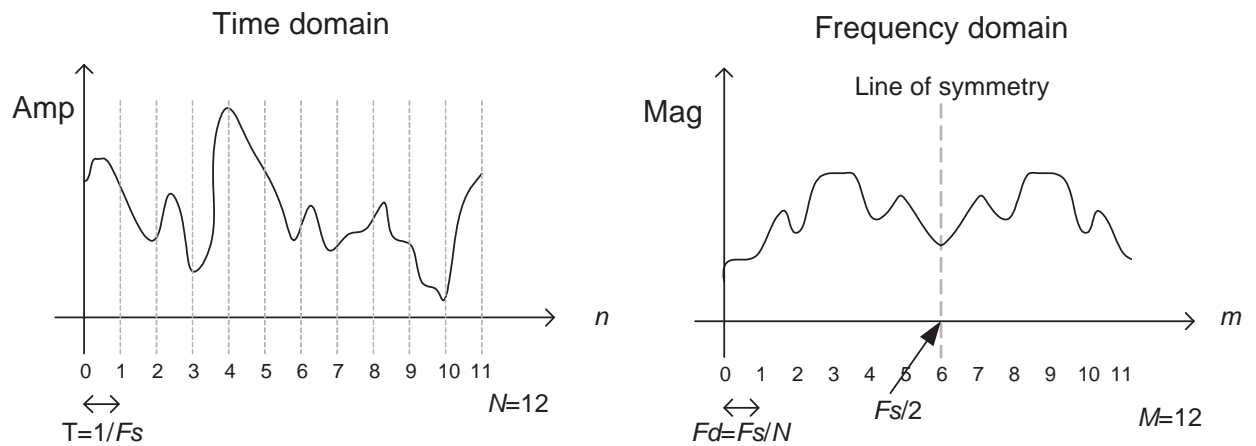 Time domain
Amp
n
0 1 2 3 4 5 6 7 8 9 10 11
N=12
T=1/Fs
Frequency domain
Line of symmetry
Mag
m
0 1 2 3 4 5 6 7 8 9 10 11
Fs/2
Fd=Fs/N
M=12